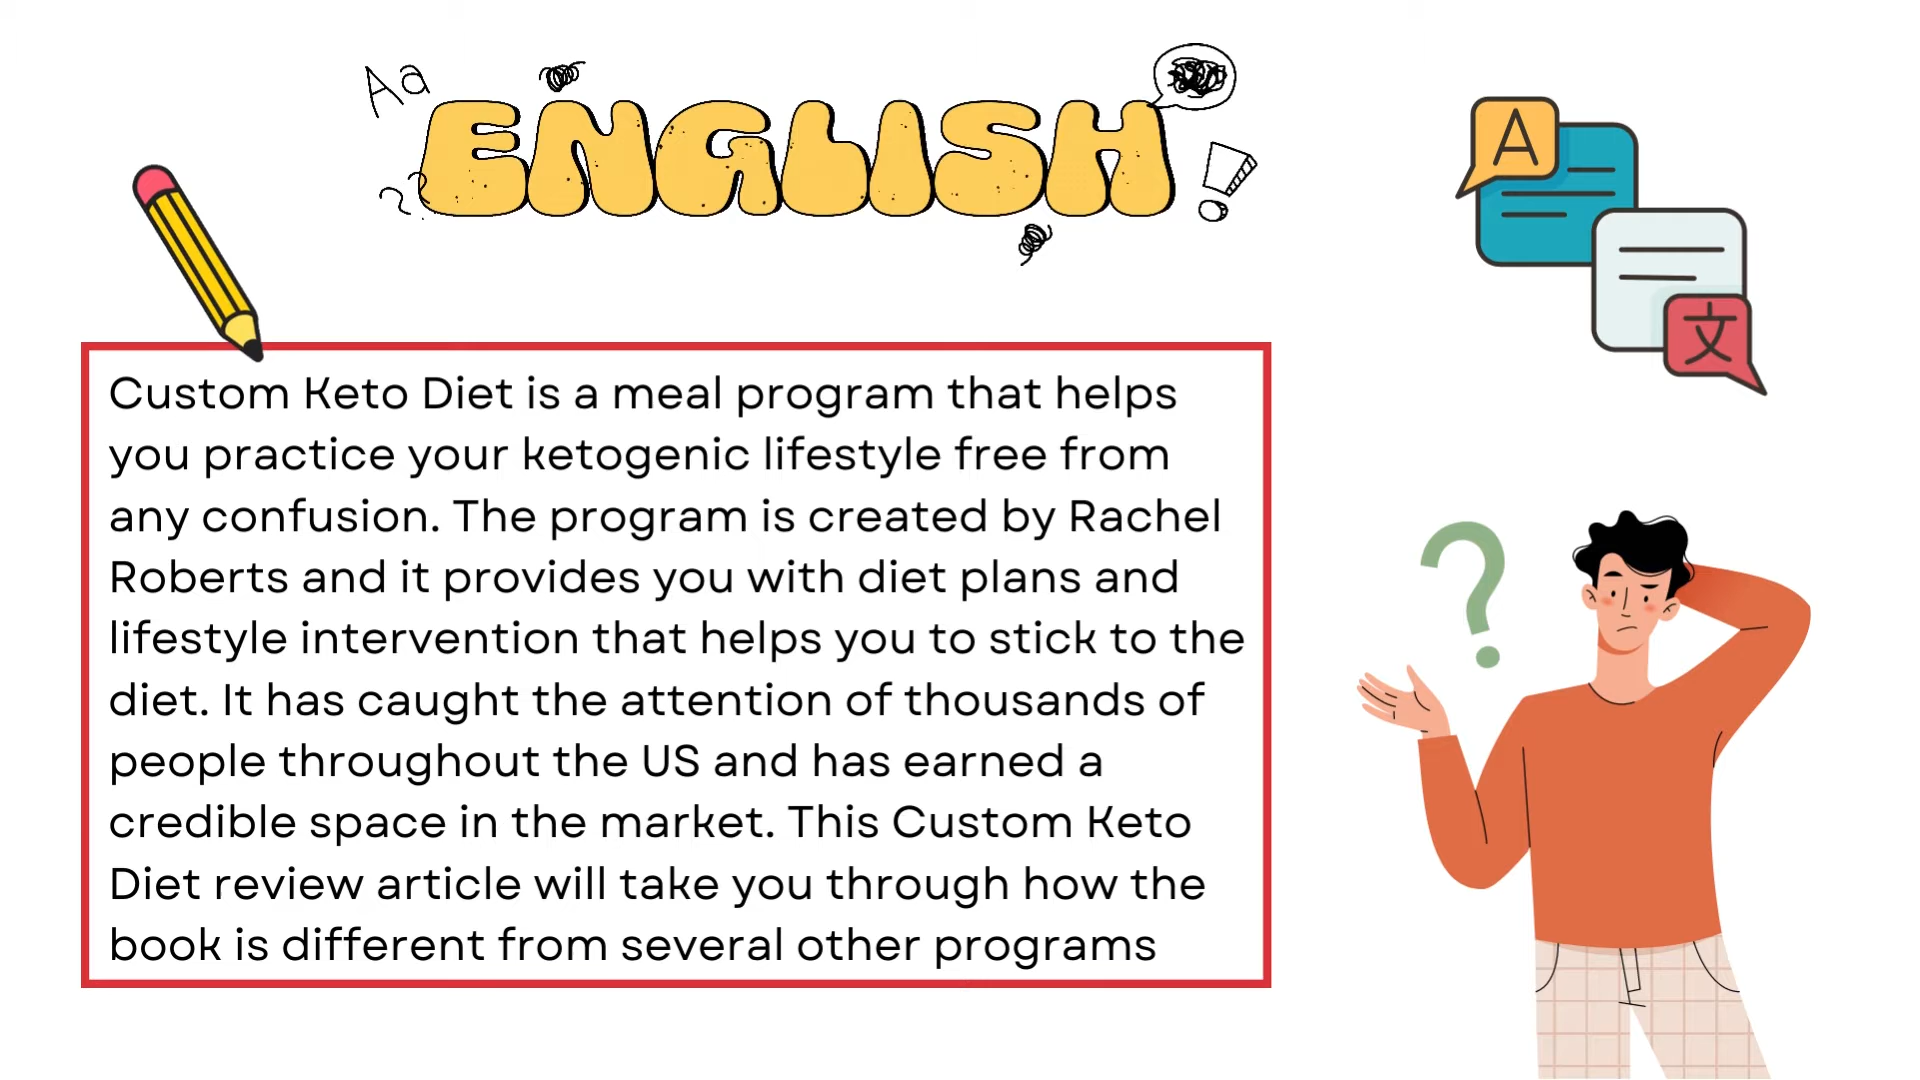 Aa
ENGLISH
??
!
A
文
Custom Keto Diet is a meal program that helps
you practice your ketogenic lifestyle free from
any confusion. The program is created by Rachel
Roberts and it provides you with diet plans and
lifestyle intervention that helps you to stick to the
diet. It has caught the attention of thousands of
people throughout the US and has earned a
credible space in the market. This Custom Keto
Diet review article will take you through how the
book is different from several other programs
?